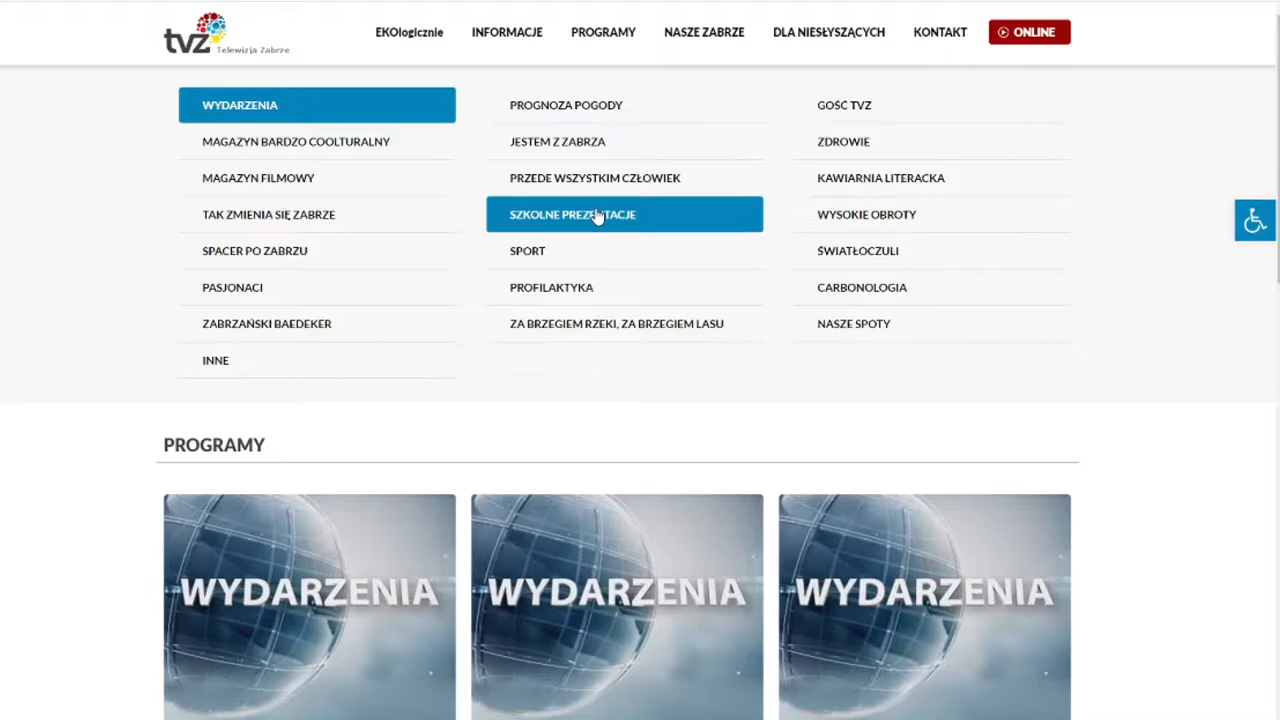 tvz Telewizja Zabrze
EKOlogicznie INFORMACJE PROGRAMY NASZE ZABRZE DLA NIESŁYSZĄCYCH KONTAKT ONLINE
WYDARZENIA PROGNOZA POGODY GOŚĆ TVZ
MAGAZYN BARDZO COOLTURALNY JESTEM Z ZABRZA ZDROWIE
MAGAZYN FILMOWY PRZEDE WSZYSTKIM CZŁOWIEK KAWIARNIA LITERACKA
TAK ZMIENIA SIĘ ZABRZE SZKOLNE PREZENTACJE WYSOKIE OBROTY
SPACER PO ZABRZU SPORT ŚWIATŁOCZULI
PASJONACI PROFILAKTYKA CARBONOLOGIA
ZABRZAŃSKI BAEDEKER ZA BRZEGIEM RZEKI, ZA BRZEGIEM LASU NASZE SPOTY
INNE
PROGRAMY
WYDARZENIA WYDARZENIA WYDARZENIA